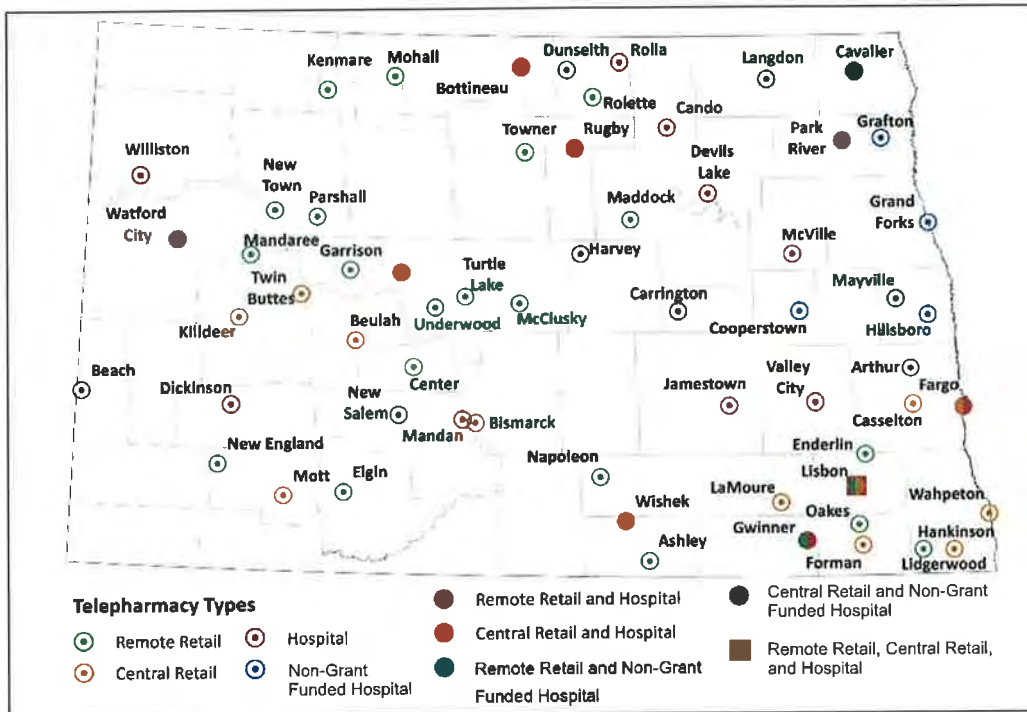 Kenmare
Mohall
Bottineau
Dunseith
Rolla
Rolette
Langdon
Cavalier
Towner
Rugby
Cando
Park
River
Grafton
Williston
New
Town
Parshall
Devils
Lake
Maddock
Grand
Forks
Watford
City
Mandaree
Garrison
Harvey
McVille
Twin
Buttes
Turtle
Lake
Carrington
Mayville
Killdeer
Beulah
Underwood
McClusky
Cooperstown
Hillsboro
Beach
Dickinson
Center
New
Salem
Mandan
Bismarck
Jamestown
Valley
City
Arthur
Fargo
Casselton
New England
Mott
Elgin
Napoleon
Enderlin
Lisbon
LaMoure
Wahpeton
Wishek
Oakes
Gwinner
Hankinson
Ashley
Forman
Lidgerwood
Telepharmacy Types
Remote Retail
Central Retail
Hospital
Non-Grant
Funded Hospital
Remote Retail and Hospital
Central Retail and Hospital
Remote Retail and Non-Grant
Funded Hospital
Central Retail and Non-Grant
Funded Hospital
Remote Retail, Central Retail,
and Hospital